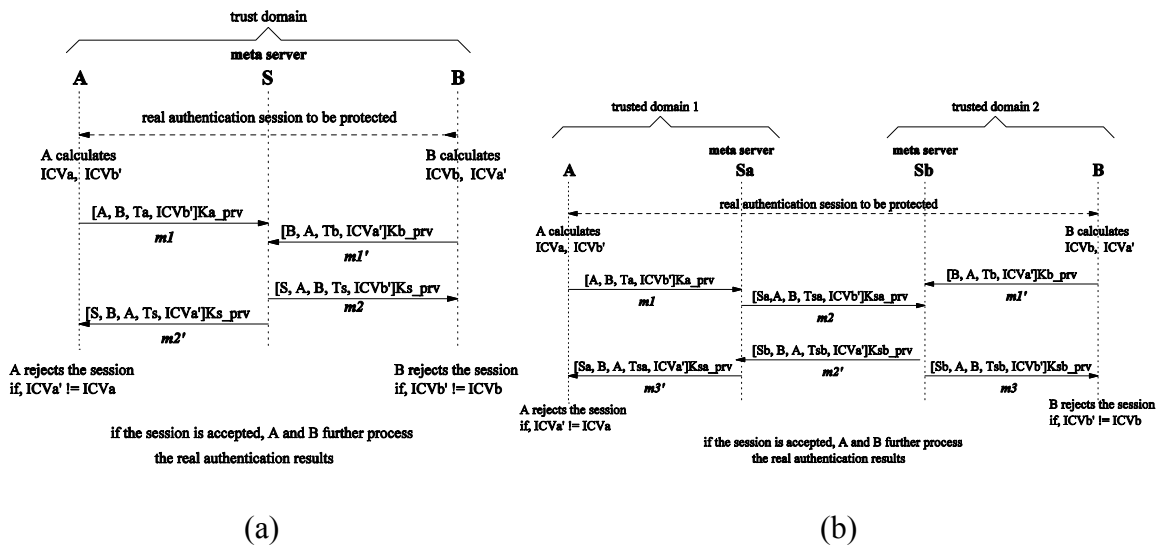 trust domain
meta server
A
S
B
real authentication session to be protected
A calculates
ICVa, ICVb'
B calculates
ICVb, ICVa'
[A, B, Ta, ICVb']Ka_prv
m1
[B, A, Tb, ICVa']Kb_prv
m1'
[S, A, B, Ts, ICVb']Ks_prv
m2
[S, B, A, Ts, ICVa']Ks_prv
m2'
A rejects the session
if, ICVa' != ICVa
B rejects the session
if, ICVb' != ICVb
if the session is accepted, A and B further process
the real authentication results
(a)
trusted domain 1
trusted domain 2
meta server
meta server
A
Sa
Sb
B
real authentication session to be protected
A calculates
ICVa, ICVb'
B calculates
ICVb, ICVa'
[A, B, Ta, ICVb']Ka_prv
m1
[B, A, Tb, ICVa']Kb_prv
m1'
[Sa,A, B, Tsa, ICVb']Ksa_prv
m2
[Sb, B, A, Tsb, ICVa']Ksb_prv
m2'
[Sa, B, A, Tsa, ICVa']Ksa_prv
m3'
[Sb, A, B, Tsb, ICVb']Ksb_prv
m3
A rejects the session
if, ICVa' != ICVa
B rejects the session
if, ICVb' != ICVb
if the session is accepted, A and B further process
the real authentication results
(b)